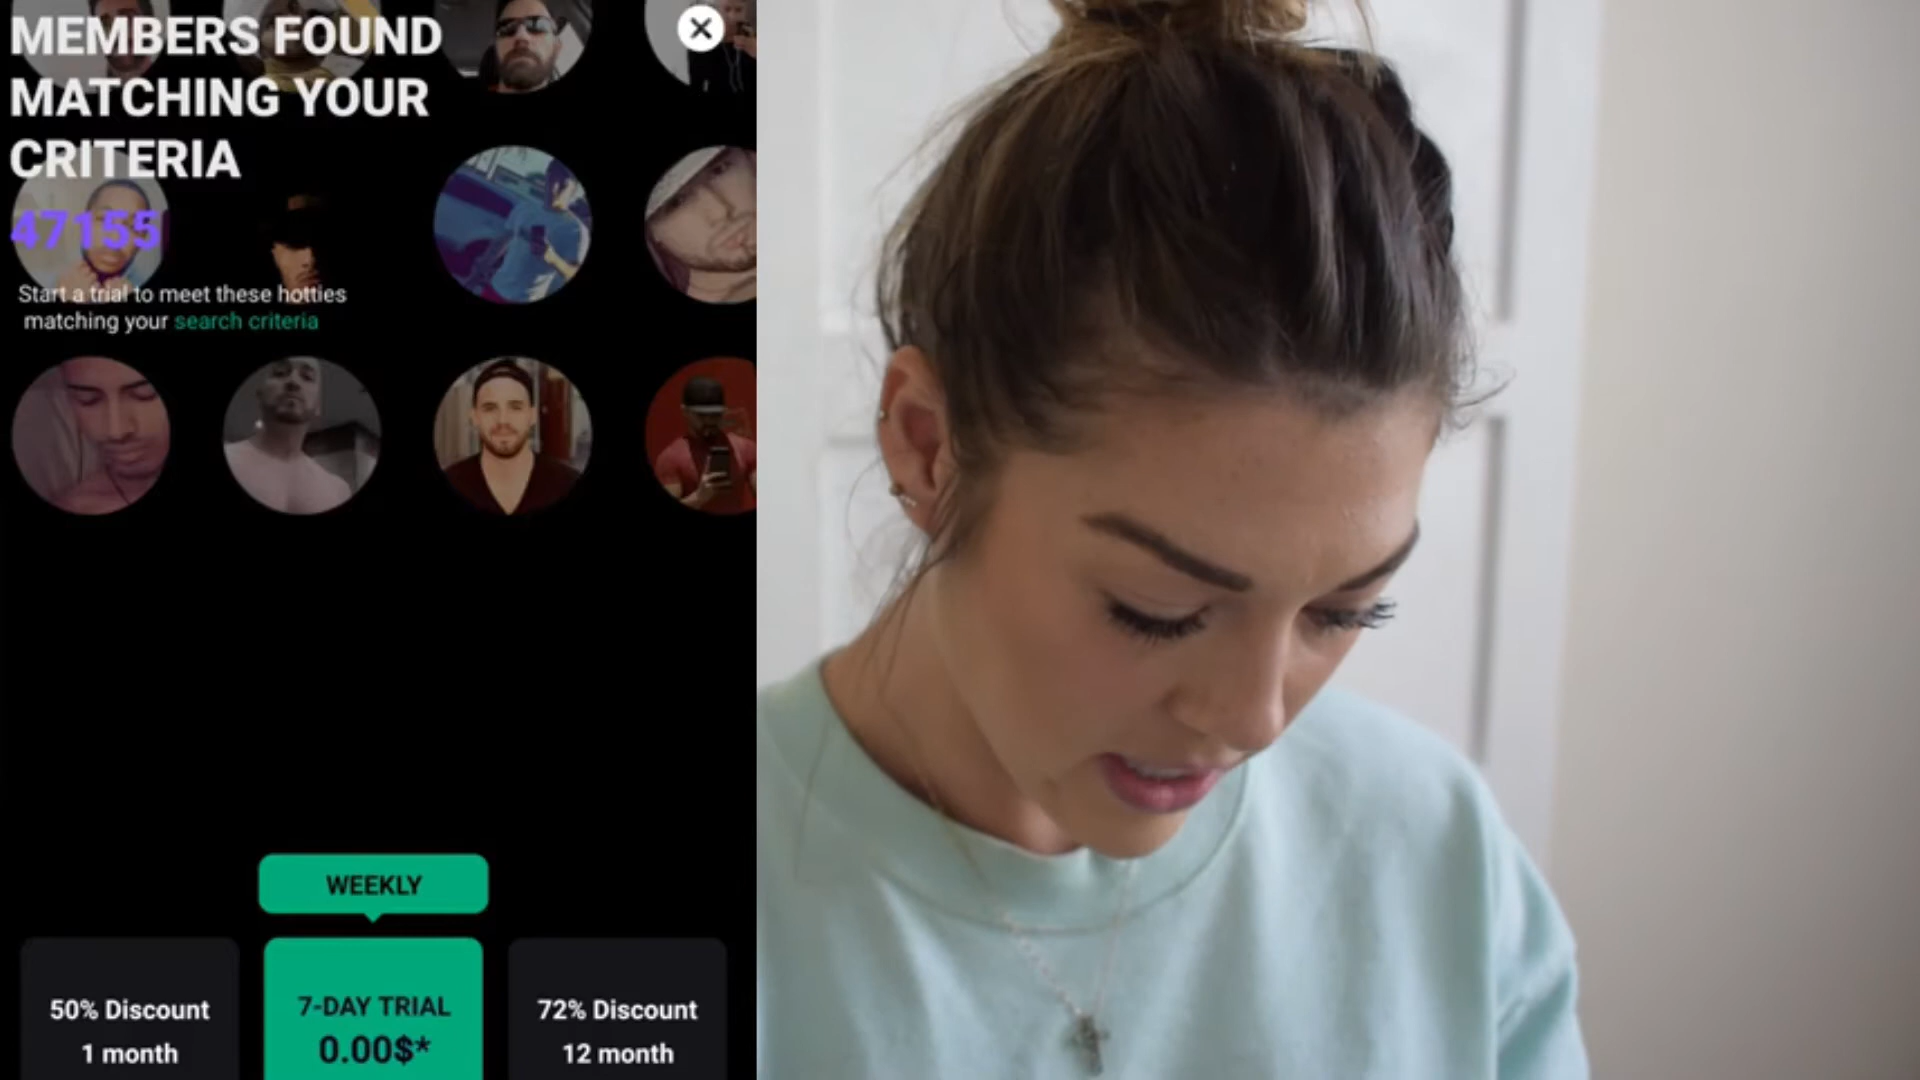 MEMBERS FOUND
MATCHING YOUR
CRITERIA
47155
Start a trial to meet these hotties
matching your search criteria
WEEKLY
50% Discount
1 month
7-DAY TRIAL
0.00$*
72% Discount
12 month